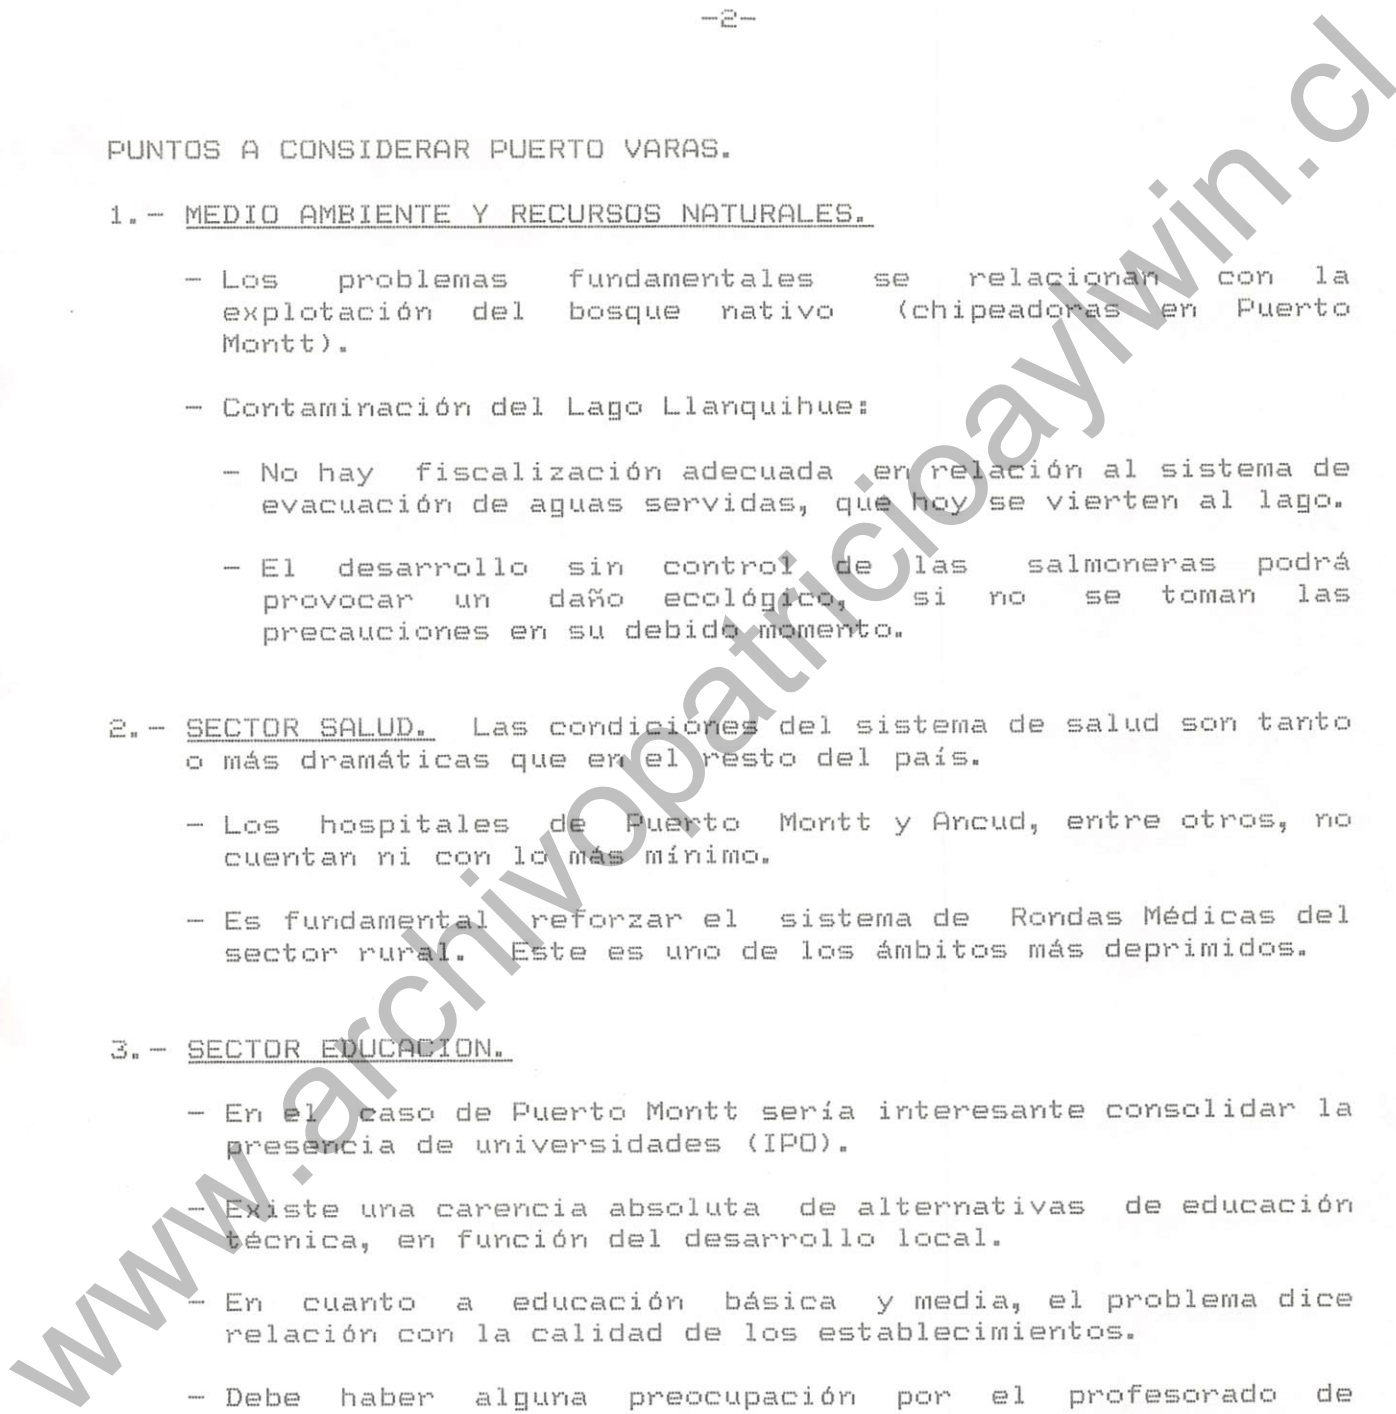 -2-
PUNTOS A CONSIDERAR PUERTO VARAS.
1.- MEDIO AMBIENTE Y RECURSOS NATURALES.
- Los problemas fundamentales se relacionan con la
explotación del bosque nativo (chipeadoras en Puerto
Montt).
- Contaminación del Lago Llanquihue:
- No hay fiscalización adecuada en relación al sistema de
evacuación de aguas servidas, que hoy se vierten al lago.
- El desarrollo sin control de las salmoneras podrá
provocar un daño ecológico, si no se toman las
precauciones en su debido momento.
2.- SECTOR SALUD. Las condiciones del sistema de salud son tanto
o más dramáticas que en el resto del país.
- Los hospitales de Puerto Montt y Ancud, entre otros, no
cuentan ni con lo más mínimo.
- Es fundamental reforzar el sistema de Rondas Médicas del
sector rural. Este es uno de los ámbitos más deprimidos.
3.- SECTOR EDUCACION.
- En el caso de Puerto Montt sería interesante consolidar la
presencia de universidades (IPO).
- Existe una carencia absoluta de alternativas de educación
técnica, en función del desarrollo local.
- En cuanto a educación básica y media, el problema dice
relación con la calidad de los establecimientos.
- Debe haber alguna preocupación por el profesorado de
www.archivopatricioaylwin.cl